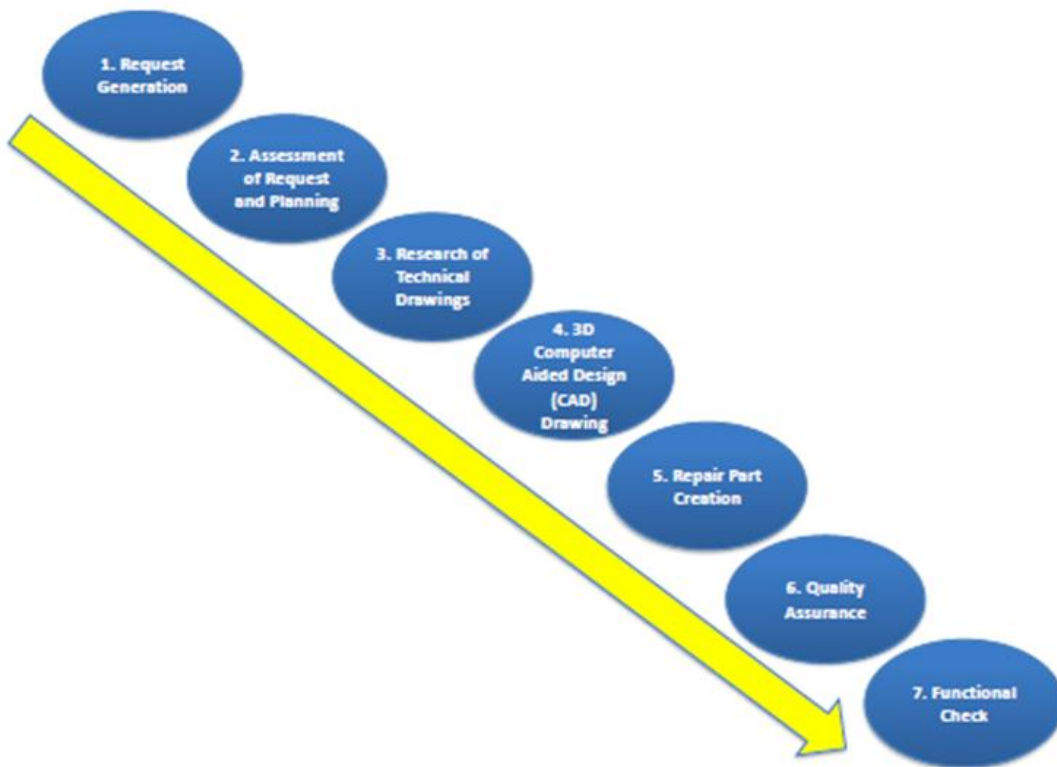 1. Request
Generation
2. Assessment
of Request
and Planning
3. Research of
Technical
Drawings
4. 3D
Computer
Aided Design
(CAD)
Drawing
5. Repair Part
Creation
6. Quality
Assurance
7. Functional
Check